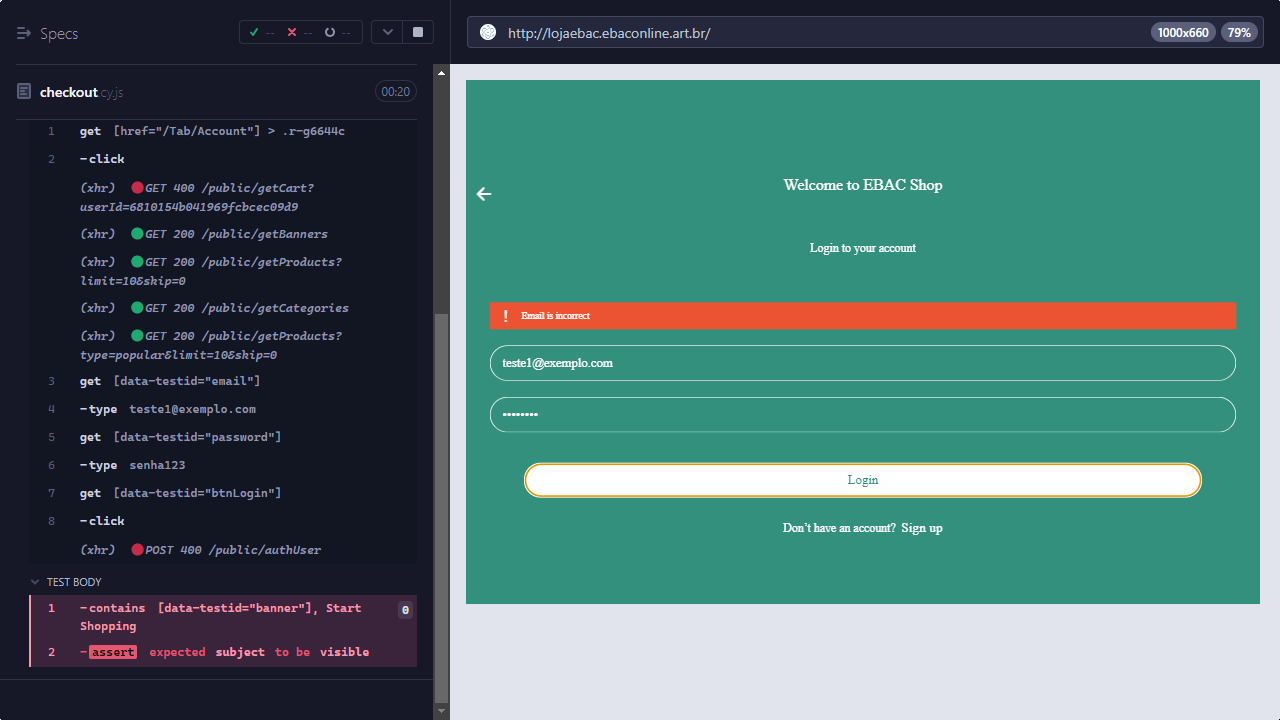 Specs
-- -- --
http://lojaebac.ebaconline.art.br/
1000x660
79%
checkout.cy.js
00:20
1 get [href="/Tab/Account"] > .r-g6644c
2 -click
(xhr) GET 400 /public/getCart?
userId=6810154b041969fcbcec09d9
(xhr) GET 200 /public/getBanners
(xhr) GET 200 /public/getProducts?
limit=10&skip=0
(xhr) GET 200 /public/getCategories
(xhr) GET 200 /public/getProducts?
type=popular&limit=10&skip=0
3 get [data-testid="email"]
4 -type teste1@exemplo.com
5 get [data-testid="password"]
6 -type senha123
7 get [data-testid="btnLogin"]
8 -click
(xhr) POST 400 /public/authUser
TEST BODY
1 -contains [data-testid="banner"], Start
Shopping
0
2 -assert expected subject to be visible
Welcome to EBAC Shop
Login to your account
! Email is incorrect
teste1@exemplo.com
••••••••
Login
Don't have an account? Sign up